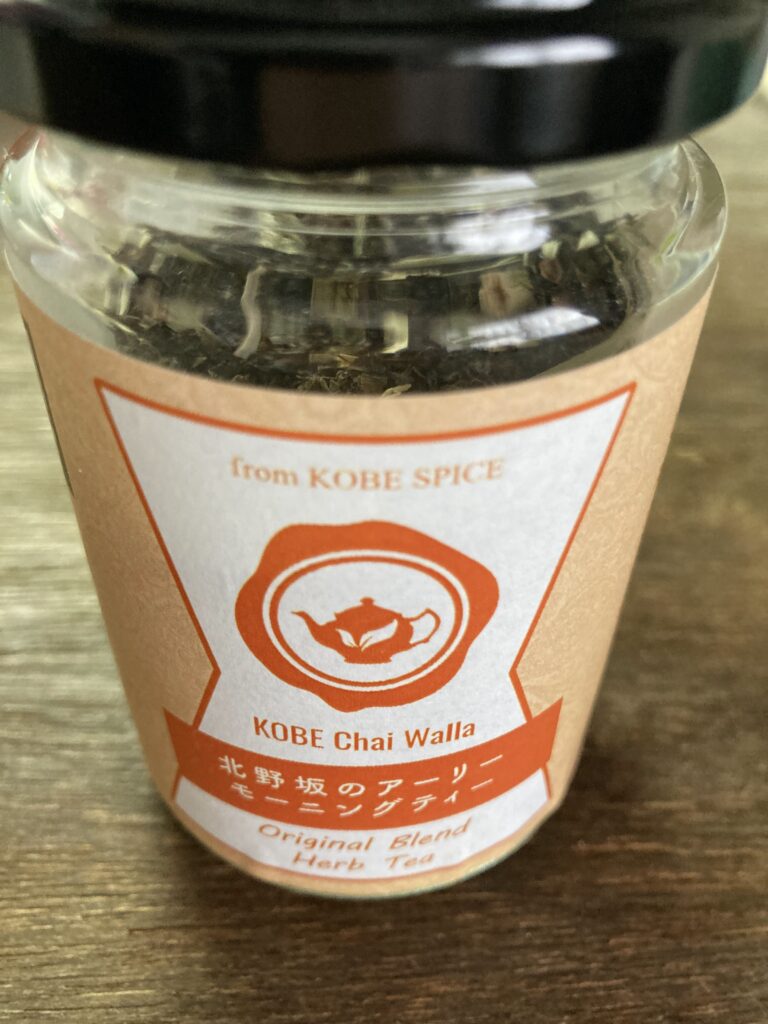 from KOBE SPICE
KOBE Chai Walla
北野坂のアーリー
モーニングティー
Original Blend
Herb Tea